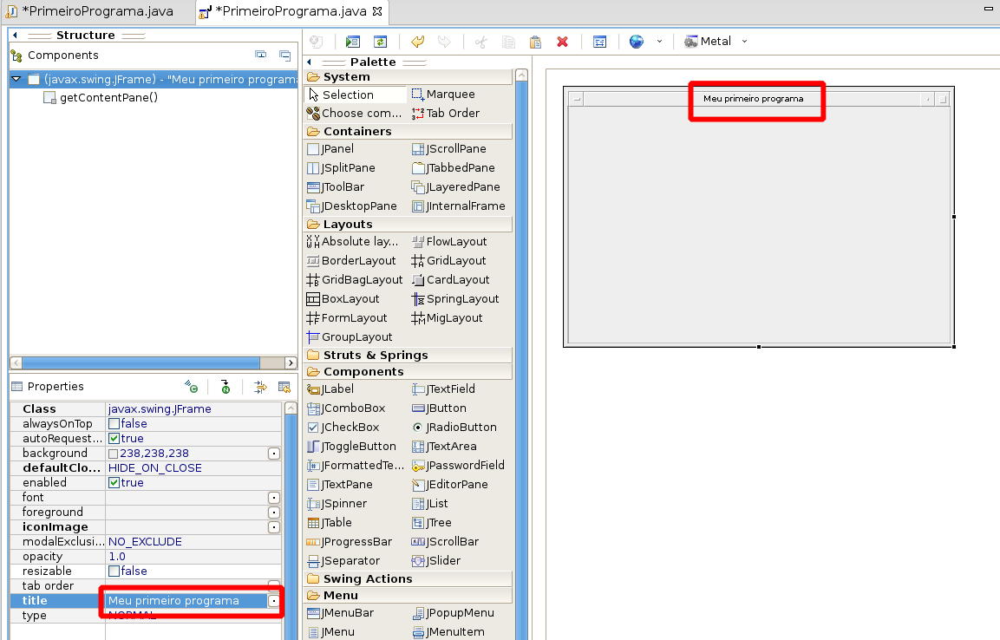 *PrimeiroPrograma.java
*PrimeiroPrograma.java
Structure
Components
(javax.swing.JFrame) - "Meu primeiro programa
getContentPane()
Metal
Palette
System
Selection Marquee
Choose com... Tab Order
Containers
JPanel JScrollPane
JSplitPane JTabbedPane
JToolBar JLayeredPane
JDesktopPane JInternalFrame
Layouts
Absolute lay... FlowLayout
BorderLayout GridLayout
GridBagLayout CardLayout
BoxLayout SpringLayout
FormLayout MigLayout
GroupLayout
Struts & Springs
Components
JLabel JTextField
JComboBox JButton
JCheckBox JRadioButton
JToggleButton JTextArea
JFormattedTe... JPasswordField
JTextPane JEditorPane
JSpinner JList
JTable JTree
JProgressBar JScrollBar
JSeparator JSlider
Swing Actions
Menu
JMenuBar JPopupMenu
JMenu JMenuItem
Meu primeiro programa
Properties
Class javax.swing.JFrame
alwaysOnTop false
autoRequest... true
background 238,238,238
defaultClo... HIDE_ON_CLOSE
enabled true
font
foreground
iconImage
modalExclusi... NO_EXCLUDE
opacity 1.0
resizable false
tab order
title Meu primeiro programa
type NORMAL